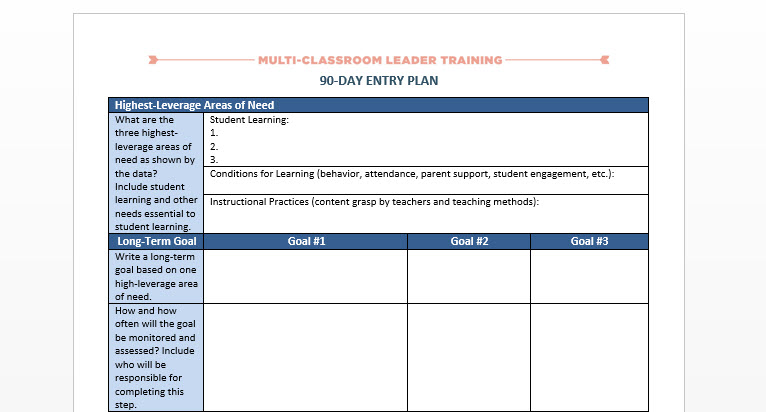 MULTI-CLASSROOM LEADER TRAINING
90-DAY ENTRY PLAN
Highest-Leverage Areas of Need
What are the
three highest-
leverage areas of
need as shown by
the data?
Include student
learning and other
needs essential to
student learning.
Student Learning:
1.
2.
3.
Conditions for Learning (behavior, attendance, parent support, student engagement, etc.):
Instructional Practices (content grasp by teachers and teaching methods):
Long-Term Goal Goal #1 Goal #2 Goal #3
Write a long-term
goal based on one
high-leverage area
of need.
How and how
often will the goal
be monitored and
assessed? Include
who will be
responsible for
completing this
step.